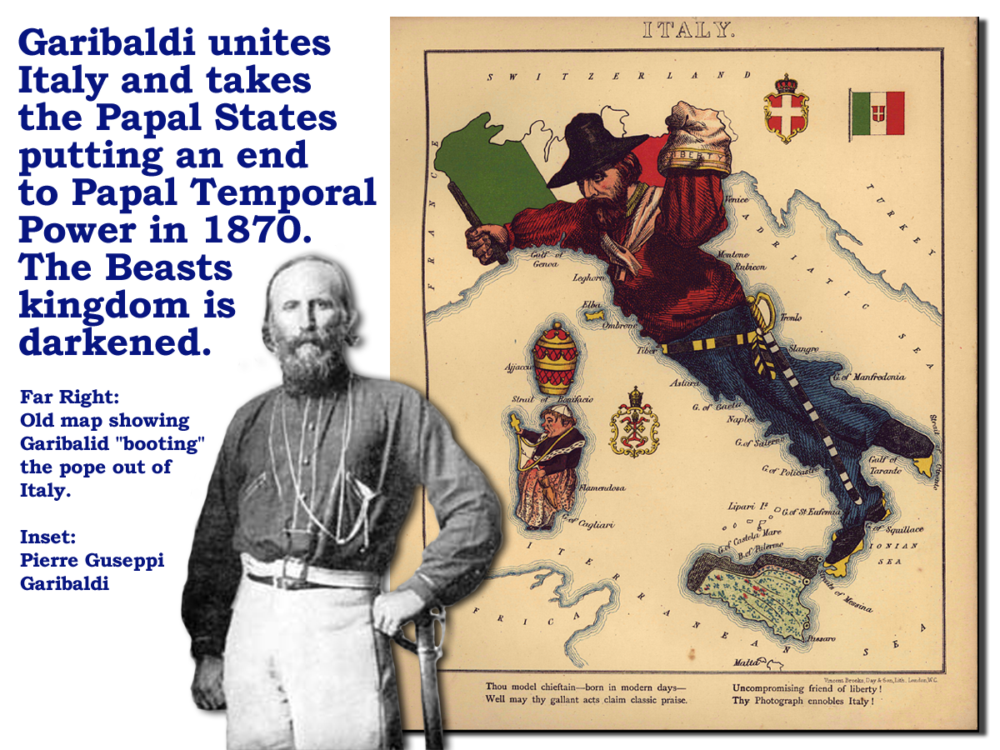 Garibaldi unites
Italy and takes
the Papal States
putting an end
to Papal Temporal
Power in 1870.
The Beasts
kingdom is
darkened.
Far Right:
Old map showing
Garibalid "booting"
the pope out of
Italy.
Inset:
Pierre Guseppi
Garibaldi
ITALY.
SWITZERLAND
FRANCE
LIBERTY
TURKEY
Venice
ADRIATIC SEA
Gulf of
Genoa
Montone
Rubicon
Leghorn
Elba
Ombrone
Tronto
Tiber
Slangro
Ajjaccio
Astura
G. of Manfredonia
Strait of Bonifacio
G. of Gaeta
Naples
Strait of Otranto
G. of Salerno
Gulf of
Taranto
G. of Policastro
Flamendosa
Lipari Is
G. of St Eufemia
G. of Cagliari
G. of Squillace
G. of Castela Mare
B. of Palermo
IONIAN
SEA
Straits of Messina
ITERRANEAN SEA
FRICA
Passaro
Malta
Vincent Brooks, Day & Son, Lith. London, W.C.
Thou model chieftain—born in modern days—
Well may thy gallant acts claim classic praise.
Uncompromising friend of liberty!
Thy Photograph ennobles Italy!